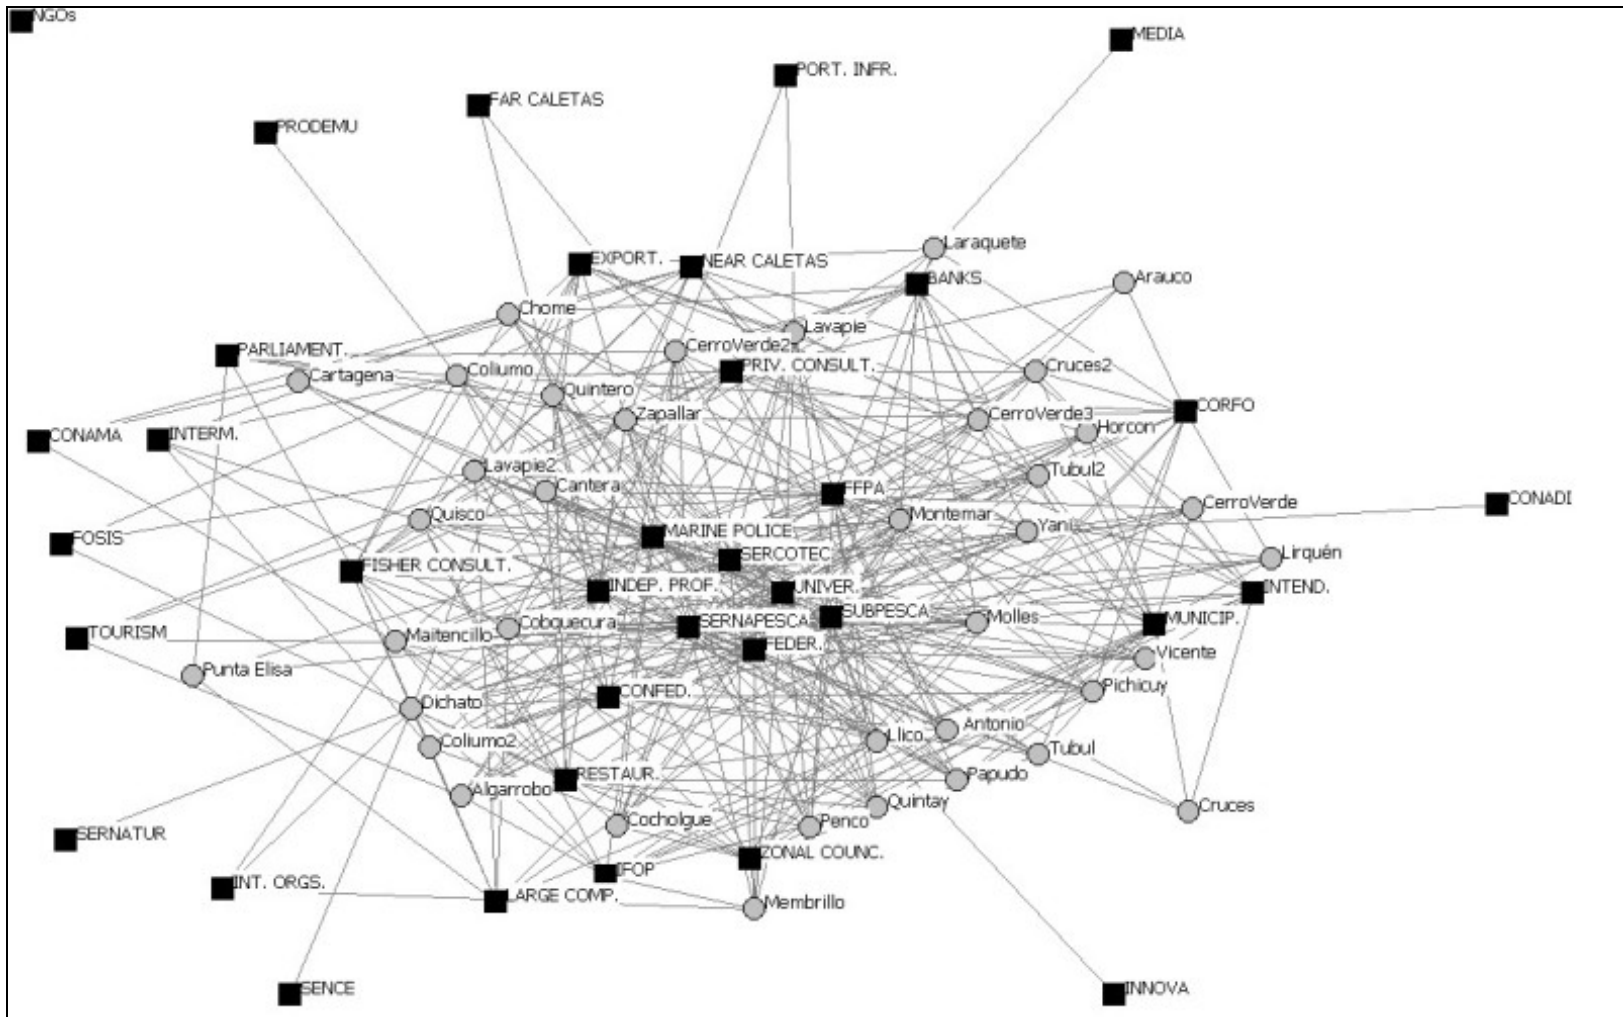 NGOs
MEDIA
PORT. INFR.
FAR CALETAS
PRODEMU
Laraquete
EXPORT.
NEAR CALETAS
BANKS
Arauco
Chome
Lavapie
CerroVerde2
PARLIAMENT.
PRIV. CONSULT.
Cruces2
Cartagena
Coliumo
Quintero
Zapallar
CerroVerde3
CORFO
Horcon
CONAMA
INTERM.
Lavapie2
Cantera
FFPA
Tubul2
CerroVerde
CONADI
Quisco
MARINE POLICE.
Montemar
Yani
FOSIS
SERCOTEC
Lirquén
FISHER CONSULT.
INDEP. PROF.
UNIVER.
INTEND.
SUBPESCA
MUNICIP.
TOURISM
Maitencillo
Cobquecura
SERNAPESCA
Molles
FEDER.
Vicente
Punta Elisa
CONFED.
Pichicuy
Dichato
Llico
Antonio
Coliumo2
Tubul
RESTAUR.
Papudo
Algarrobo
Quintay
Cruces
Cocholgue
Penco
SERNATUR
ZONAL COUNC.
IFOP
INT. ORGS.
LARGE COMP.
Membrillo
SENCE
INNOVA